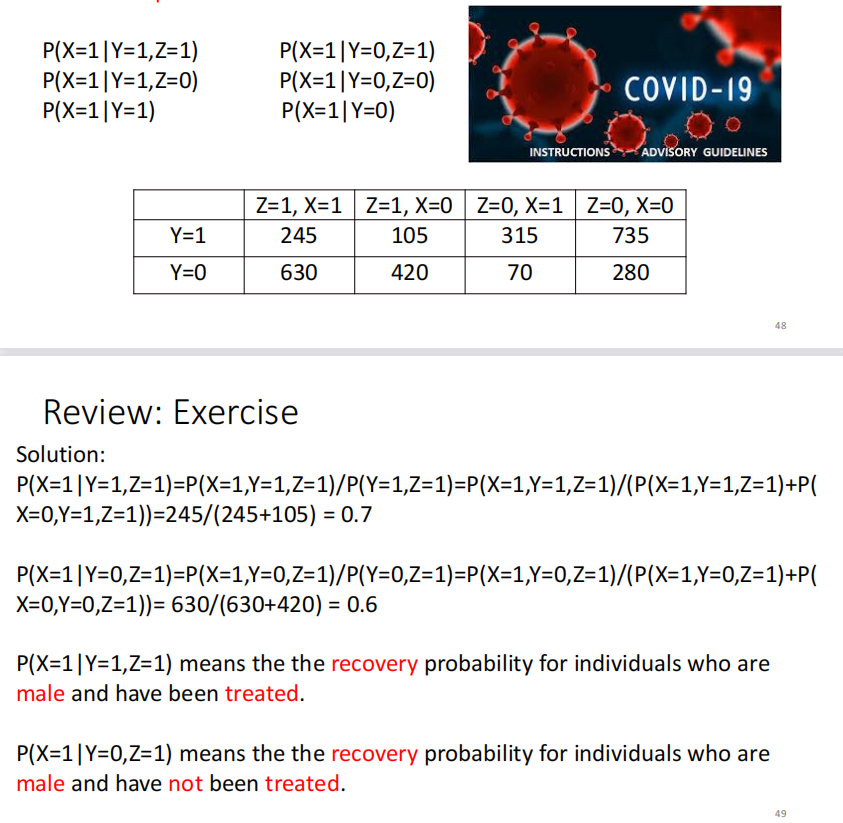 P(X=1|Y=1,Z=1) P(X=1|Y=0,Z=1)
P(X=1|Y=1,Z=0) P(X=1|Y=0,Z=0)
P(X=1|Y=1) P(X=1|Y=0)
COVID-19
INSTRUCTIONS ADVISORY GUIDELINES
Z=1, X=1 Z=1, X=0 Z=0, X=1 Z=0, X=0
Y=1 245 105 315 735
Y=0 630 420 70 280
48
Review: Exercise
Solution:
P(X=1|Y=1,Z=1)=P(X=1,Y=1,Z=1)/P(Y=1,Z=1)=P(X=1,Y=1,Z=1)/(P(X=1,Y=1,Z=1)+P(
X=0,Y=1,Z=1))=245/(245+105) = 0.7
P(X=1|Y=0,Z=1)=P(X=1,Y=0,Z=1)/P(Y=0,Z=1)=P(X=1,Y=0,Z=1)/(P(X=1,Y=0,Z=1)+P(
X=0,Y=0,Z=1))= 630/(630+420) = 0.6
P(X=1|Y=1,Z=1) means the the recovery probability for individuals who are
male and have been treated.
P(X=1|Y=0,Z=1) means the the recovery probability for individuals who are
male and have not been treated.
49